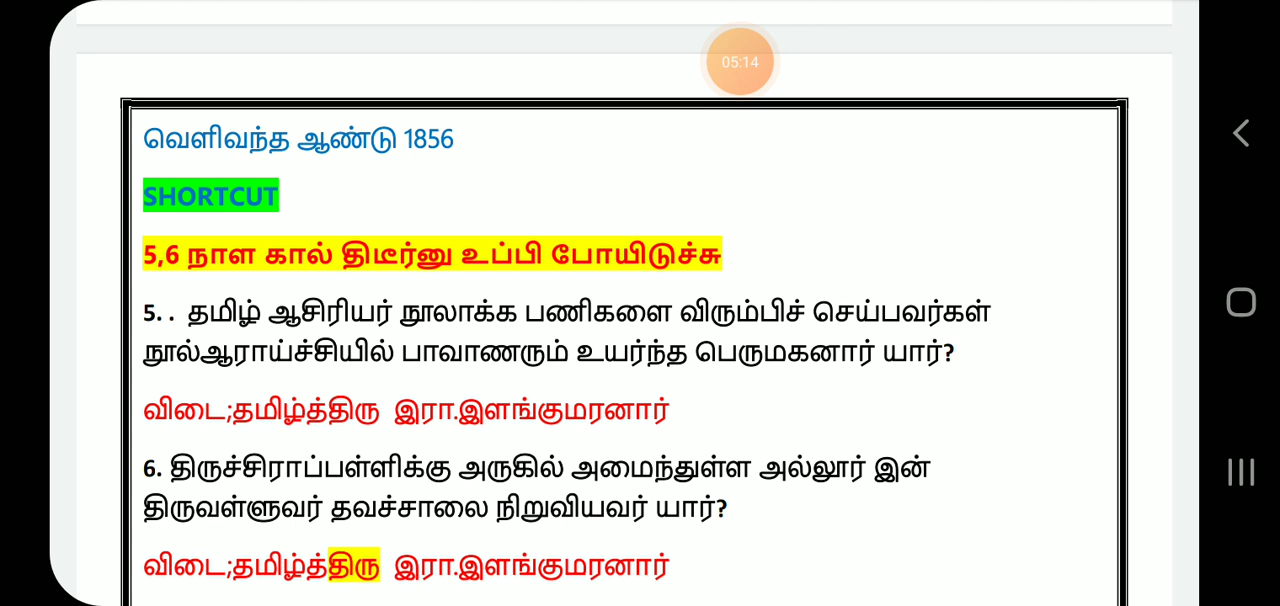 05:14
வெளிவந்த ஆண்டு 1856
SHORTCUT
5,6 நாள கால் திடீர்னு உப்பி போயிடுச்சு
5. . தமிழ் ஆசிரியர் நூலாக்க பணிகளை விரும்பிச் செய்பவர்கள்
நூல்ஆராய்ச்சியில் பாவாணரும் உயர்ந்த பெருமகனார் யார்?
விடை;தமிழ்த்திரு இரா.இளங்குமரனார்
6. திருச்சிராப்பள்ளிக்கு அருகில் அமைந்துள்ள அல்லூர் இன்
திருவள்ளுவர் தவச்சாலை நிறுவியவர் யார்?
விடை;தமிழ்த்திரு இரா.இளங்குமரனார்